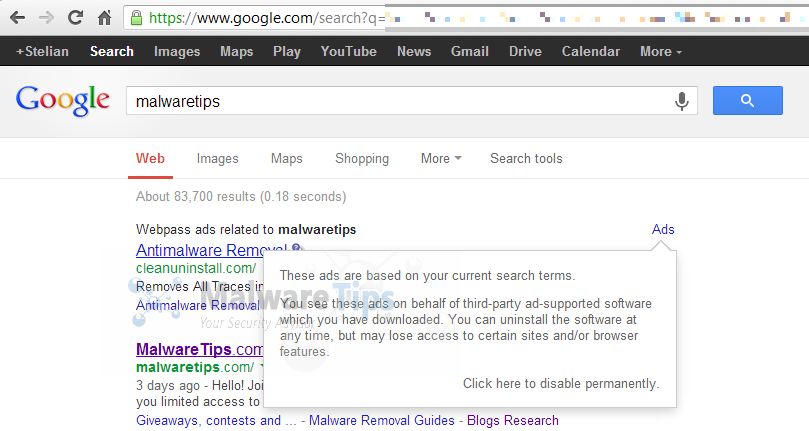 https://www.google.com/search?q=
+Stelian Search Images Maps Play YouTube News Gmail Drive Calendar More
Google malwaretips
Web Images Maps Shopping More Search tools
About 83,700 results (0.18 seconds)
Webpass ads related to malwaretips Ads
Antimalware Removal
cleanuninstall.com/
Removes All Traces in
Antimalware Removal
These ads are based on your current search terms.
You see these ads on behalf of third-party ad-supported software
which you have downloaded. You can uninstall the software at
any time, but may lose access to certain sites and/or browser
features.
Click here to disable permanently.
MalwareTips
Your Security Advisor
MalwareTips.com
malwaretips.com/
3 days ago - Hello! Joi
you limited access to
Giveaways, contests and ... - Malware Removal Guides - Blogs Research